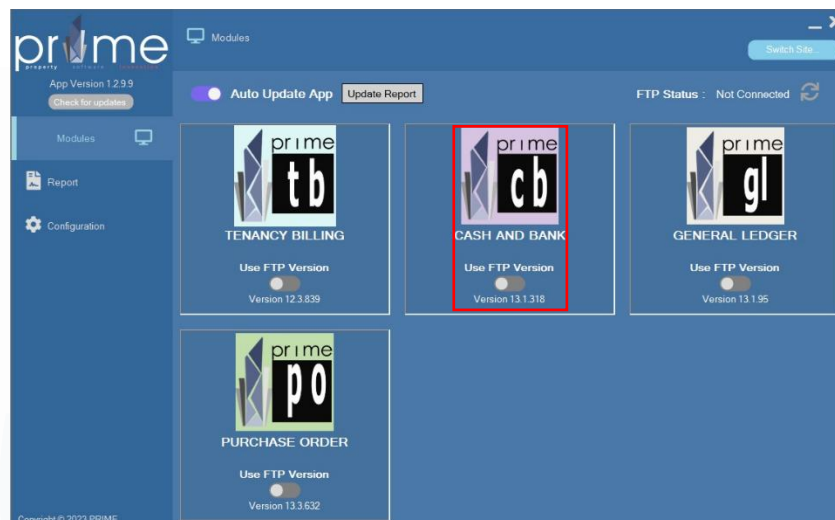 prime
property software innovation
App Version 1.2.9.9
Check for updates
Modules
Report
Configuration
Copyright © 2023 PRIME
Modules
Switch Site...
Auto Update App
Update Report
FTP Status : Not Connected
prime
tb
TENANCY BILLING
Use FTP Version
Version 12.3.839
prime
cb
CASH AND BANK
Use FTP Version
Version 13.1.318
prime
gl
GENERAL LEDGER
Use FTP Version
Version 13.1.95
prime
po
PURCHASE ORDER
Use FTP Version
Version 13.3.632